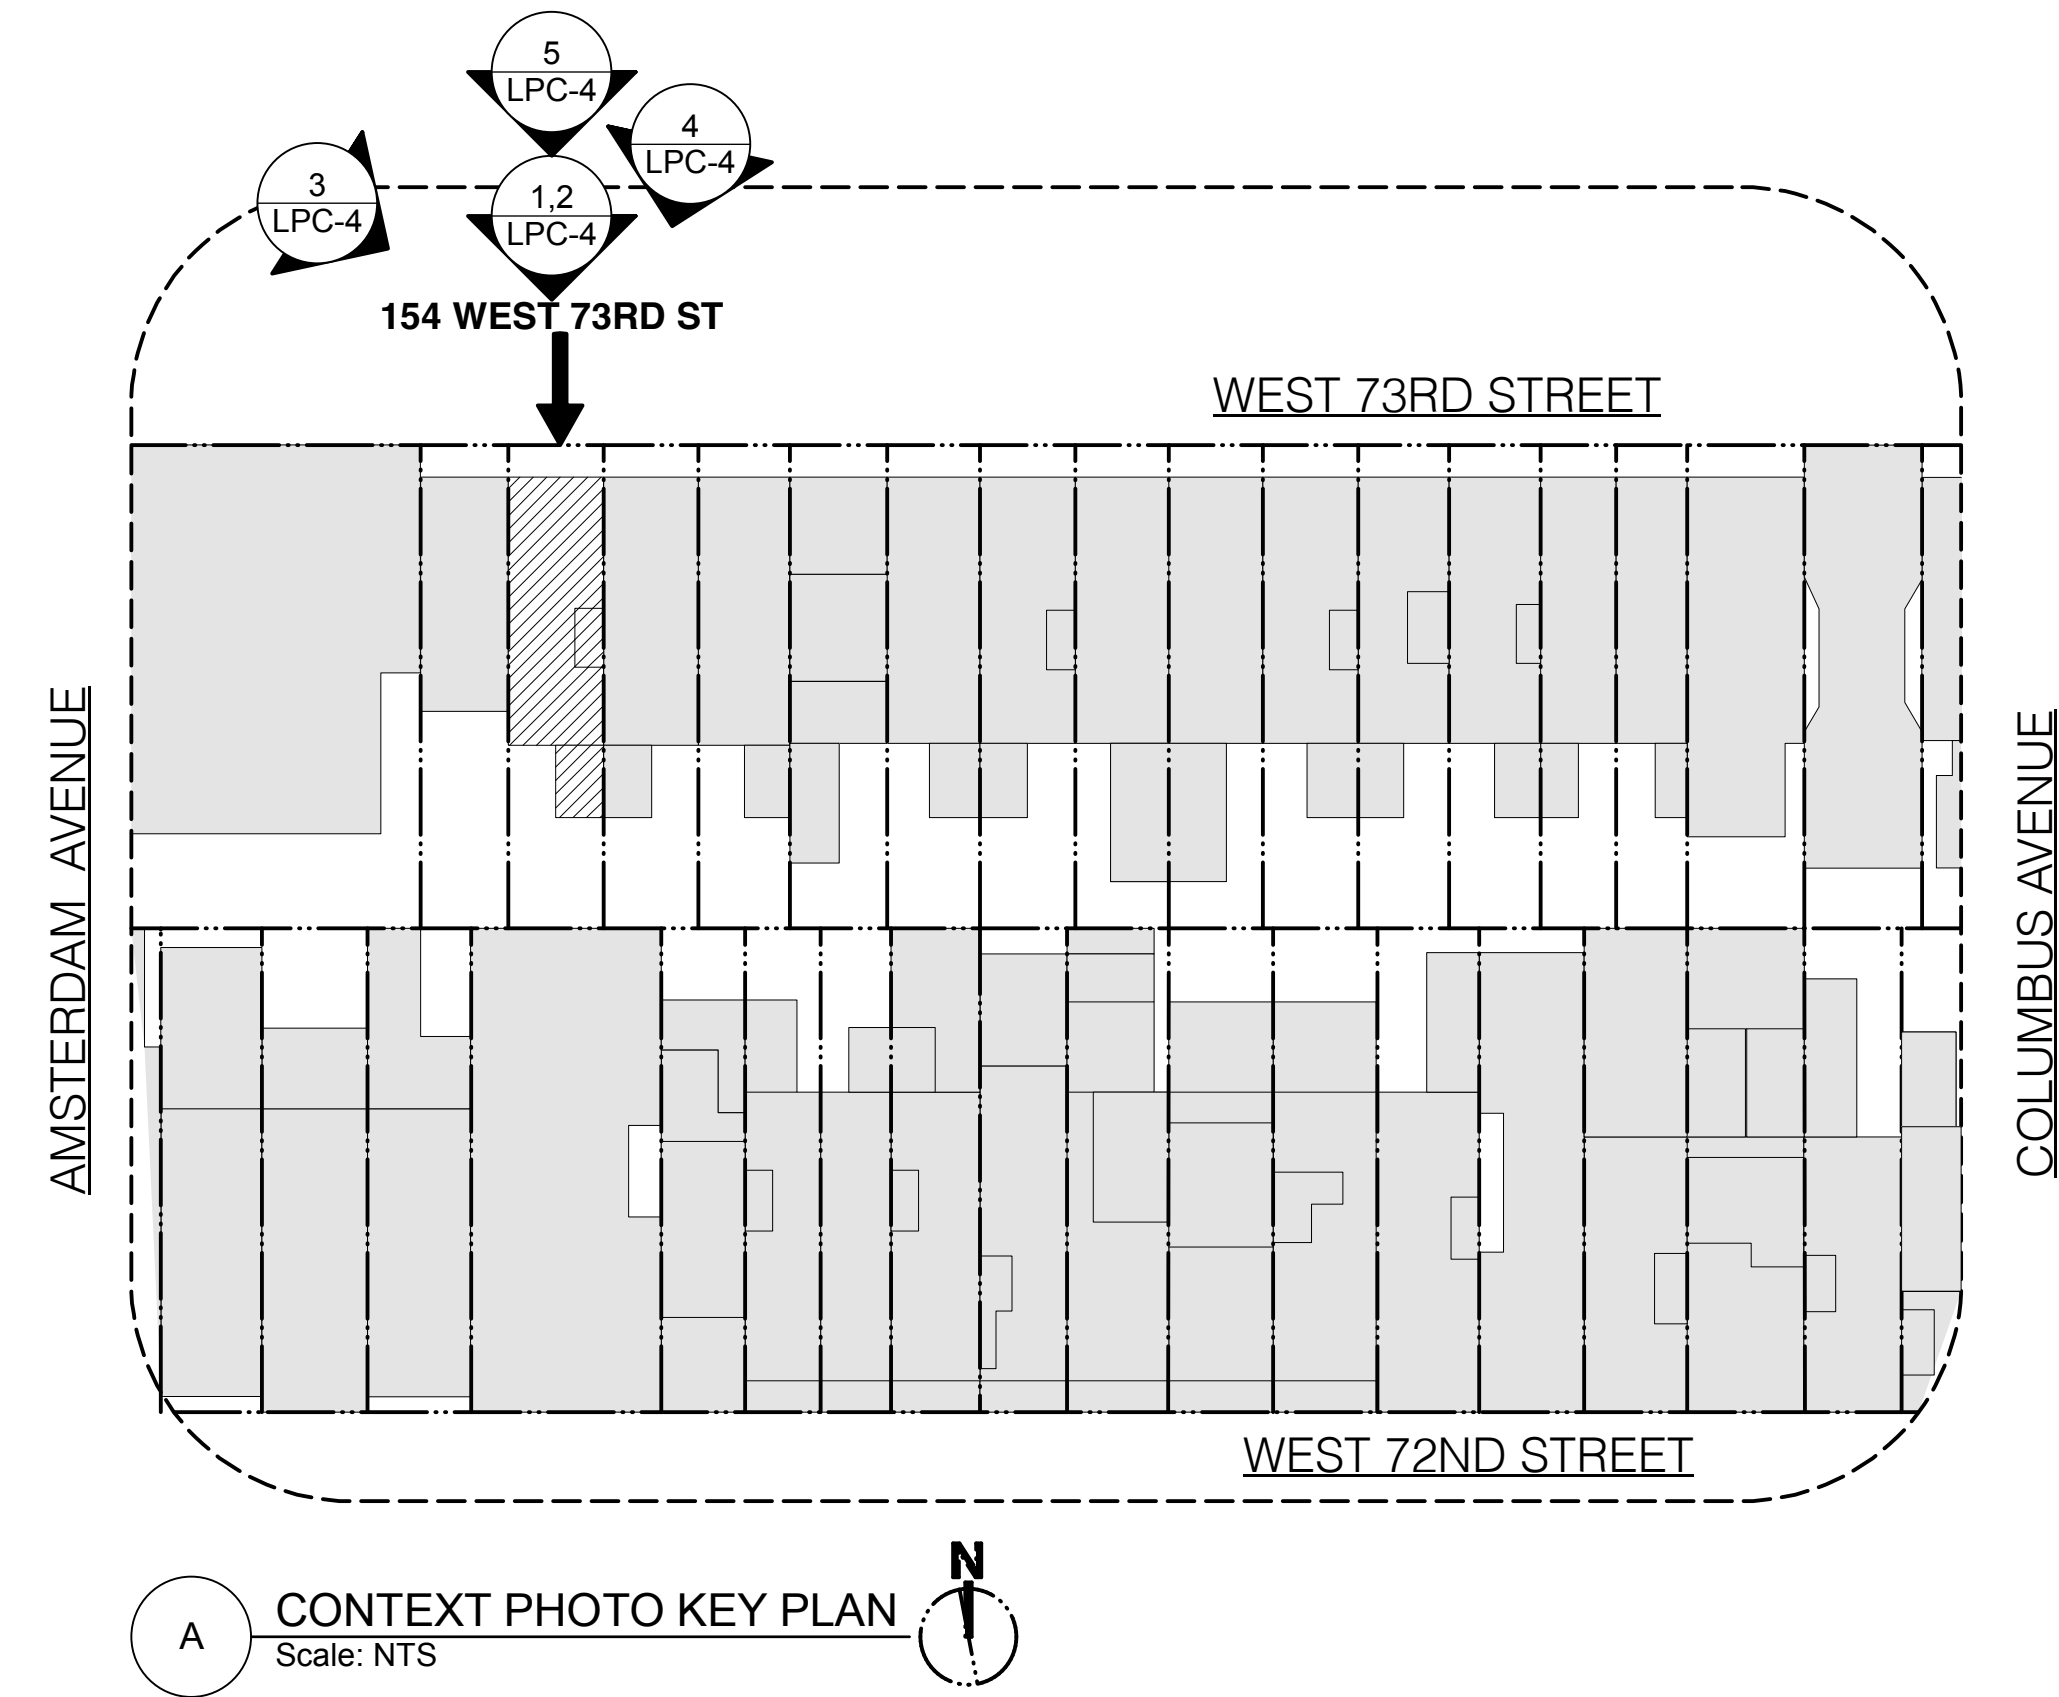 5
LPC-4
4
LPC-4
3
LPC-4
1,2
LPC-4
154 WEST 73RD ST
WEST 73RD STREET
AMSTERDAM AVENUE
COLUMBUS AVENUE
WEST 72ND STREET
N
A
CONTEXT PHOTO KEY PLAN
Scale: NTS